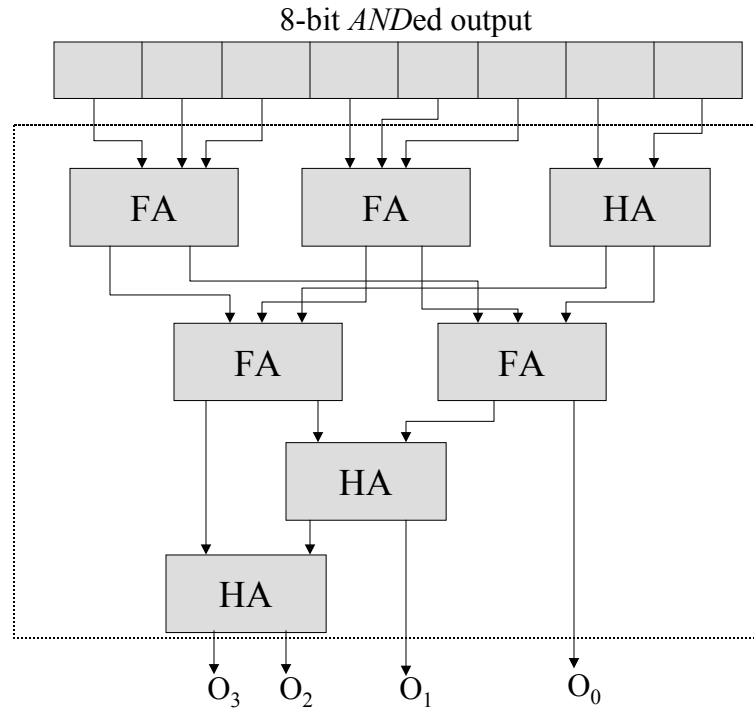 8-bit ANDed output
FA FA HA
FA FA
HA
HA
O₃ O₂ O₁ O₀